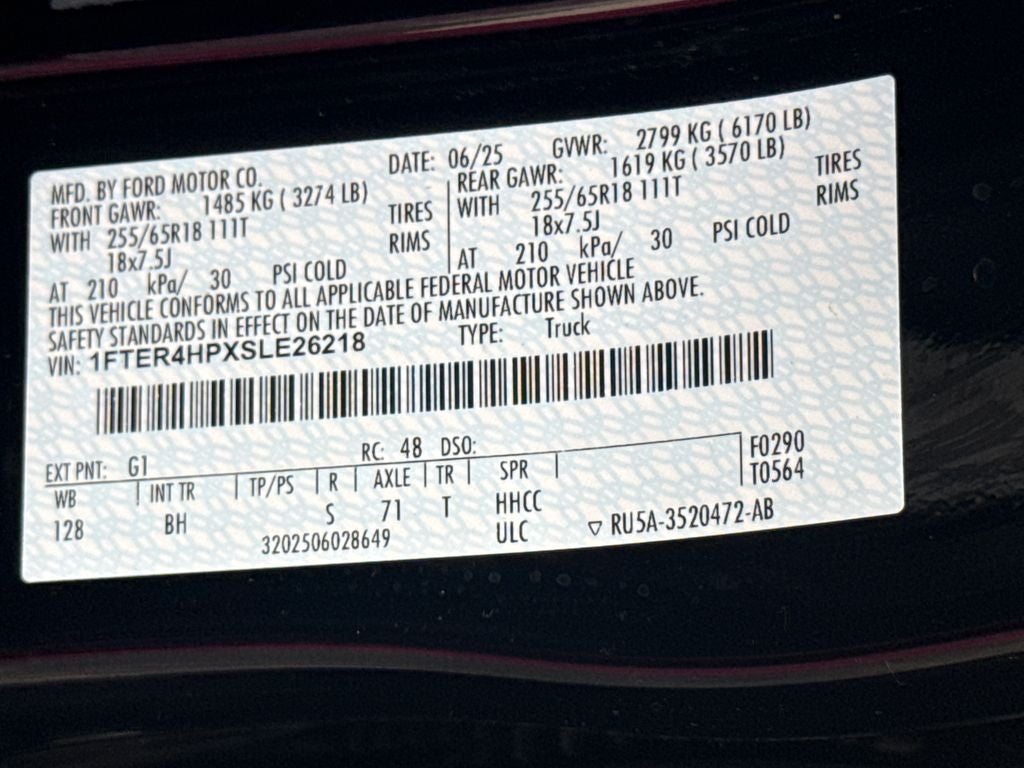 MFD. BY FORD MOTOR CO. DATE: 06/25 GVWR: 2799 KG ( 6170 LB)
FRONT GAWR: 1485 KG ( 3274 LB) REAR GAWR: 1619 KG ( 3570 LB)
WITH 255/65R18 111T TIRES WITH 255/65R18 111T TIRES
18x7.5J RIMS 18x7.5J RIMS
AT 210 kPa/ 30 PSI COLD AT 210 kPa/ 30 PSI COLD
THIS VEHICLE CONFORMS TO ALL APPLICABLE FEDERAL MOTOR VEHICLE
SAFETY STANDARDS IN EFFECT ON THE DATE OF MANUFACTURE SHOWN ABOVE.
VIN: 1FTER4HPXSLE26218 TYPE: Truck
EXT PNT: G1 RC: 48 DSO: F0290
WB INT TR TP/PS R AXLE TR SPR T0564
128 BH S 71 T HHCC
3202506028649 ULC ▽ RU5A-3520472-AB